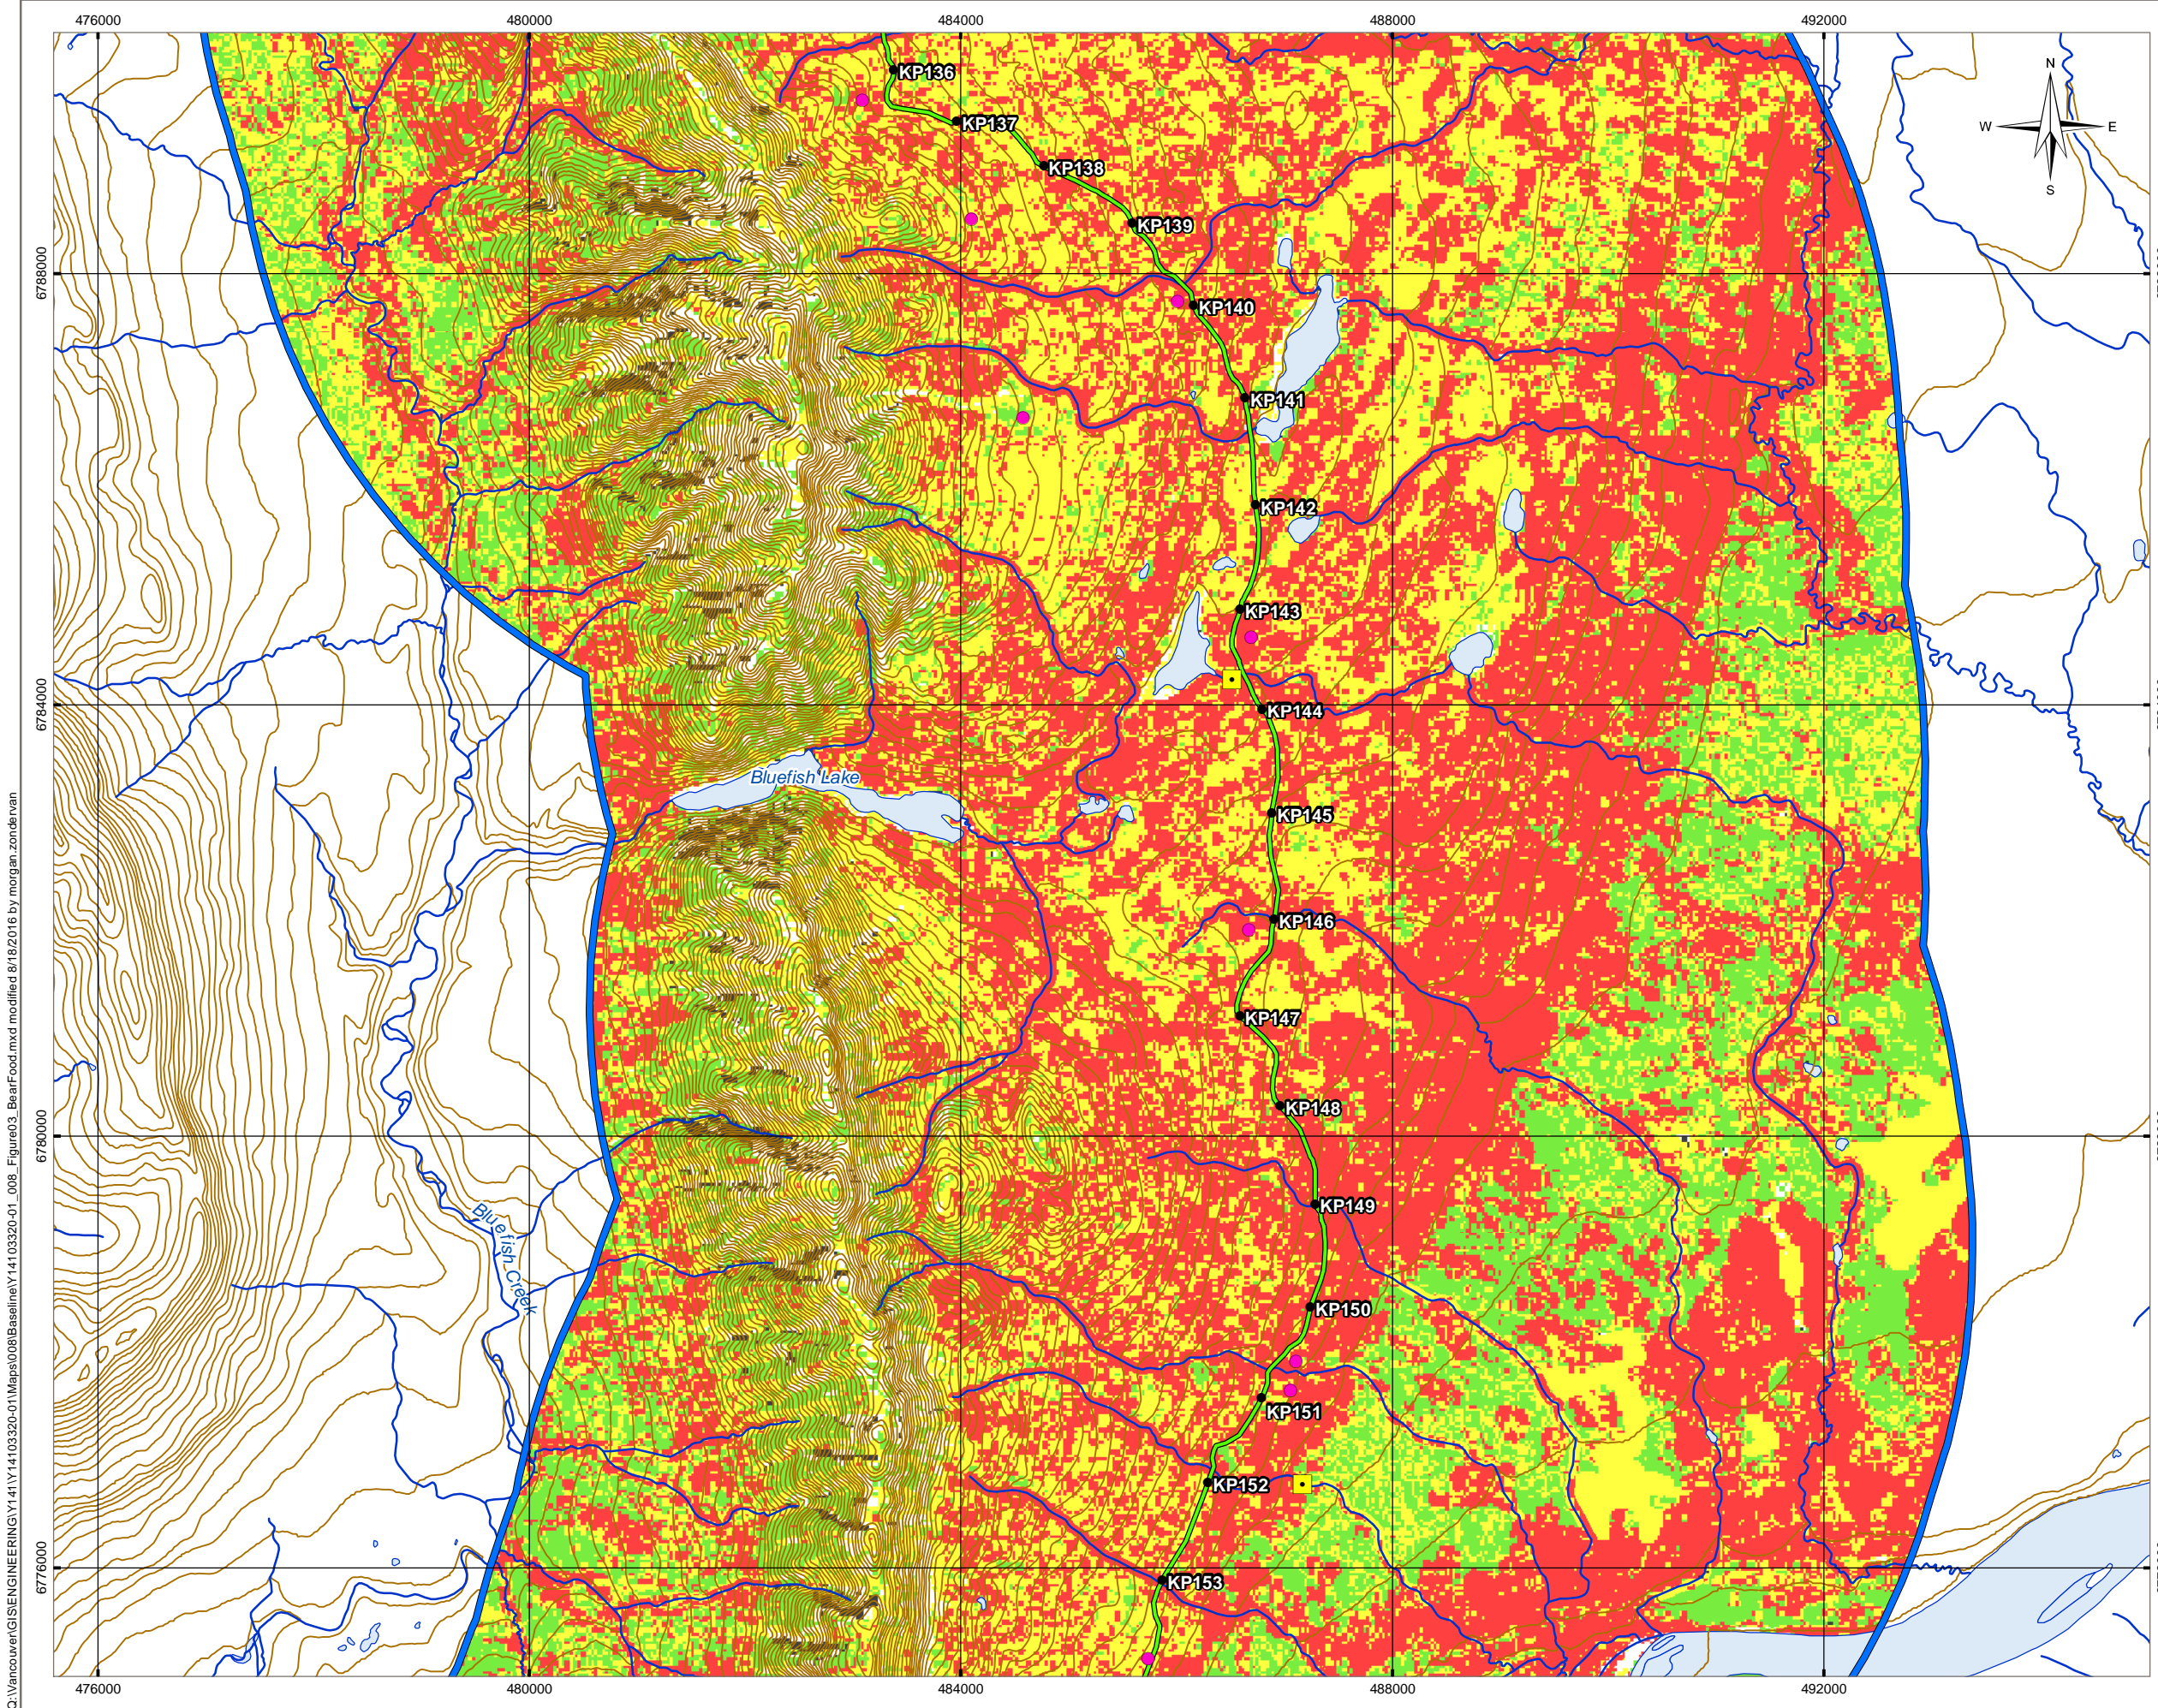 476000
480000
484000
488000
492000
N
W
E
S
KP136
KP137
KP138
KP139
KP140
KP141
KP142
KP143
KP144
KP145
KP146
KP147
KP148
KP149
KP150
KP151
KP152
KP153
Bluefish Lake
Bluefish Creek
6788000
6784000
6780000
6776000
476000
480000
484000
488000
492000
Q:\Vancouver\GIS\ENGINEERING\Y141\Y14103320-01\Maps\008\Baseline\Y14103320-01_008_Figure03_BearFood.mxd modified 8/18/2016 by morgan.zondervan